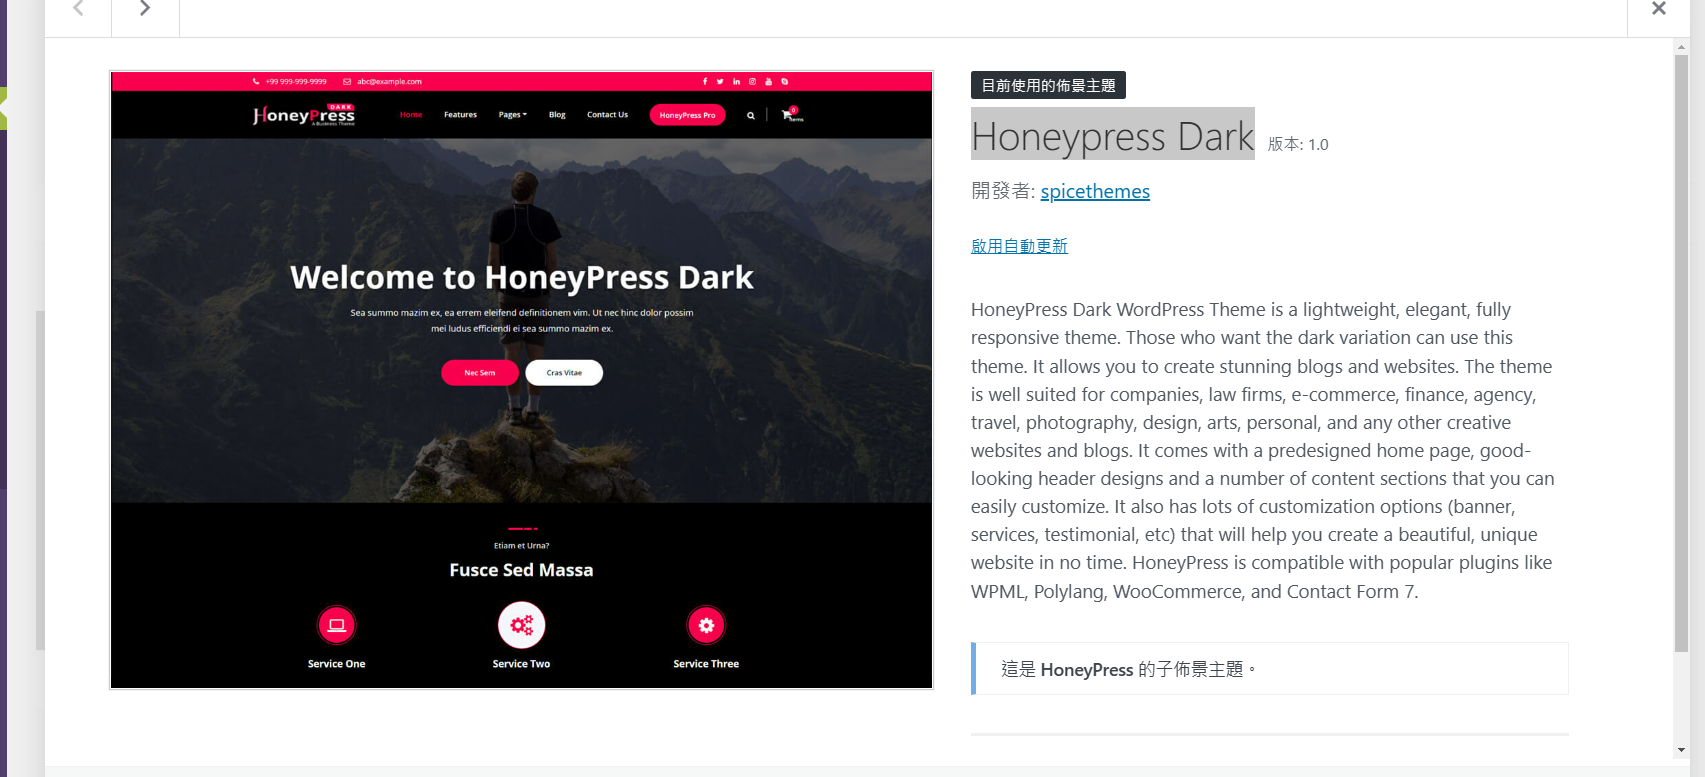 +99 999-999-9999 abc@example.com
HoneyPress DARK
A Business Theme
Home Features Pages Blog Contact Us HoneyPress Pro 0 items
Welcome to HoneyPress Dark
Sea summo mazim ex, ea errem eleifend definitionem vim. Ut nec hinc dolor possim
mei ludus efficiendi ei sea summo mazim ex.
Nec Sem Cras Vitae
Etiam et Urna?
Fusce Sed Massa
Service One Service Two Service Three
目前使用的佈景主題
Honeypress Dark 版本: 1.0
開發者: spicethemes
啟用自動更新
HoneyPress Dark WordPress Theme is a lightweight, elegant, fully
responsive theme. Those who want the dark variation can use this
theme. It allows you to create stunning blogs and websites. The theme
is well suited for companies, law firms, e-commerce, finance, agency,
travel, photography, design, arts, personal, and any other creative
websites and blogs. It comes with a predesigned home page, good-
looking header designs and a number of content sections that you can
easily customize. It also has lots of customization options (banner,
services, testimonial, etc) that will help you create a beautiful, unique
website in no time. HoneyPress is compatible with popular plugins like
WPML, Polylang, WooCommerce, and Contact Form 7.
這是 HoneyPress 的子佈景主題。